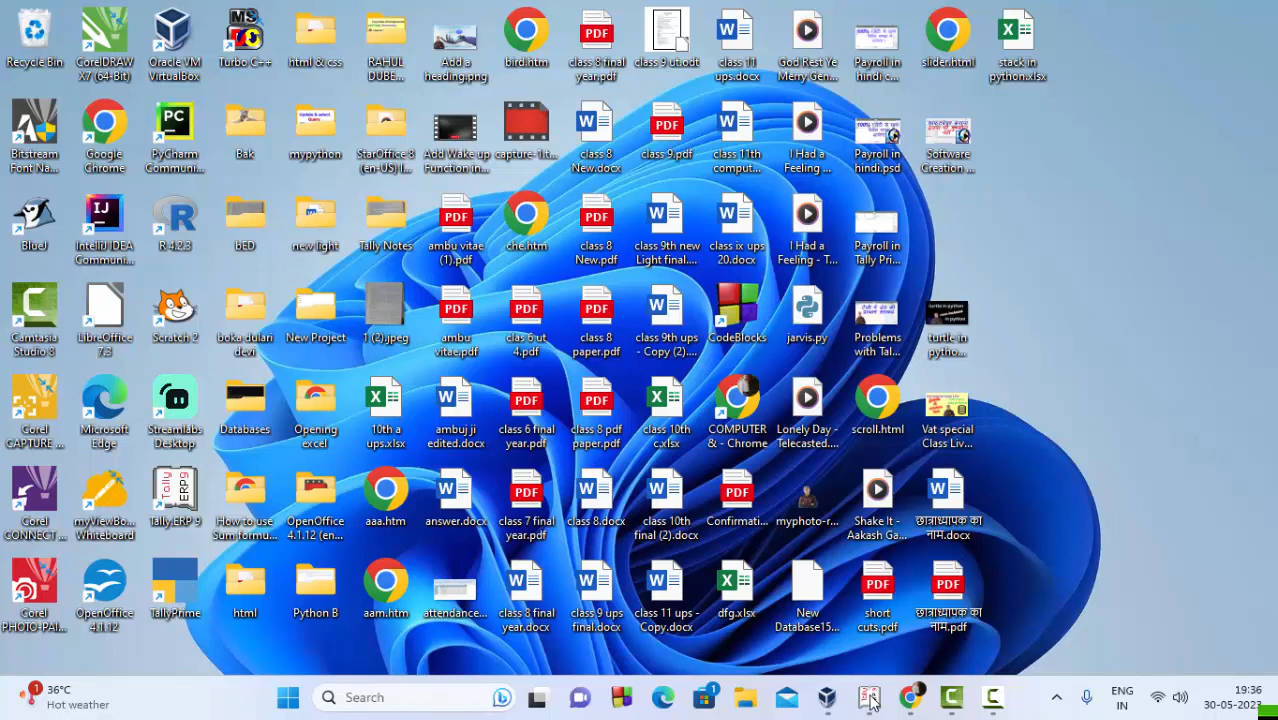 Recycle Bin
CorelDRAW
X7 (64-Bit)
Oracle VM
VirtualBox
Turbo C++
html & css
RAHUL
DUBE...
Add a
heading.png
bird.htm
class 8 final
year.pdf
class 9 ut.odt
class 11
ups.docx
God Rest Ye
Merry Gen...
Payroll in
hindi c...
slider.html
stack in
python.xlsx
Bitstream
Font Na...
Google
Chrome
PyCharm
Communi...
Bak
mypython
StarOffice 8
(en-US) I...
Add Wake up
Function in...
capture-1.it...
class 8
New.docx
class 9.pdf
class 11th
comput...
I Had a
Feeling ...
Payroll in
hindi.psd
Software
Creation ...
BlueJ
IntelliJ IDEA
Communi...
R 4.2.3
bED
new light
Tally Notes
ambu vitae
(1).pdf
che.htm
class 8
New.pdf
class 9th new
Light final....
class ix ups
20.docx
I Had a
Feeling - T...
Payroll in
Tally Pri...
Camtasia
Studio 8
LibreOffice
7.3
Scratch 2
boka dulari
devi
New Project
1 (2).jpeg
ambu
vitae.pdf
clas 6 ut
4.pdf
class 8
paper.pdf
class 9th ups
- Copy (2)....
CodeBlocks
jarvis.py
Problems
with Tal...
turtle in
pytho...
Corel
CAPTURE ...
Microsoft
Edge
Streamlabs
Desktop
Databases
Opening
excel
10th a
ups.xlsx
ambuj ji
edited.docx
class 6 final
year.pdf
class 8 pdf
paper.pdf
class 10th
c.xlsx
COMPUTER
& - Chrome
Lonely Day -
Telecasted....
scroll.html
Vat special
Class Liv...
Corel
CONNECT ...
myViewBo...
Whiteboard
Tally.ERP 9
How to use
Sum formu...
OpenOffice
4.1.12 (en...
aaa.htm
answer.docx
class 7 final
year.pdf
class 8.docx
class 10th
final (2).docx
Confirmati...
myphoto-r...
Shake It -
Aakash Ga...
छात्राध्यापक का
नाम.docx
Corel
PHOTO-PAI...
OpenOffice
4.1.12
TallyPrime
html
Python B
aam.htm
attendance...
class 8 final
year.docx
class 9 ups
final.docx
class 11 ups -
Copy.docx
dfg.xlsx
New
Database15...
short
cuts.pdf
छात्राध्यापक का
नाम.pdf
1
36°C
Hot weather
Search
1
ENG
IN
19:36
30-05-2023